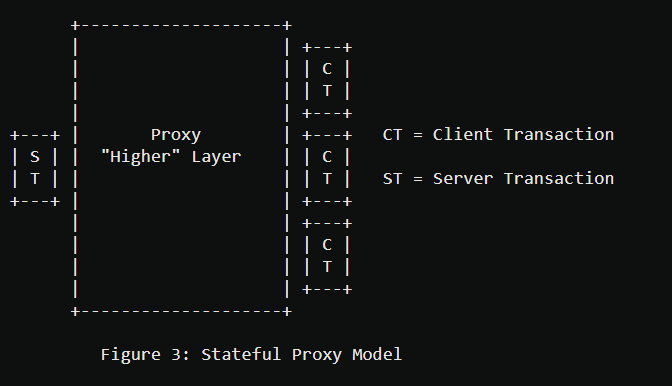 C
T
Proxy
CT = Client Transaction
S
"Higher" Layer
C
T
T
ST = Server Transaction
C
T
Figure 3: Stateful Proxy Model